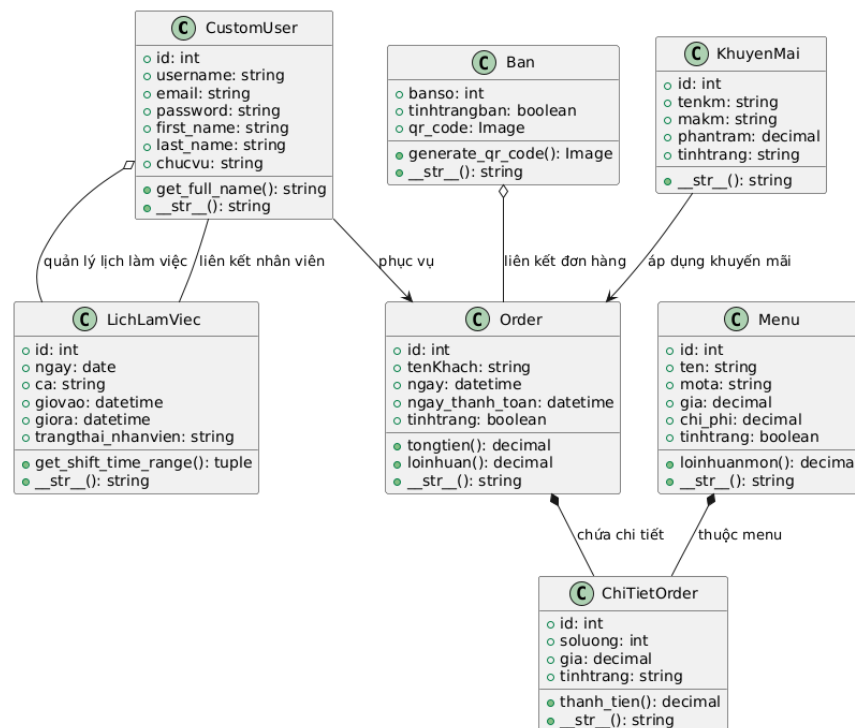 C CustomUser
id: int
username: string
email: string
password: string
first_name: string
last_name: string
chucvu: string
get_full_name(): string
__str__(): string
C Ban
banso: int
tinhtrangban: boolean
qr_code: Image
generate_qr_code(): Image
__str__(): string
C KhuyenMai
id: int
tenkm: string
makm: string
phantram: decimal
tinhtrang: string
__str__(): string
quản lý lịch làm việc
liên kết nhân viên
phục vụ
liên kết đơn hàng
áp dụng khuyến mãi
C LichLamViec
id: int
ngay: date
ca: string
giovao: datetime
giora: datetime
trangthai_nhanvien: string
get_shift_time_range(): tuple
__str__(): string
C Order
id: int
tenKhach: string
ngay: datetime
ngay_thanh_toan: datetime
tinhtrang: boolean
tongtien(): decimal
loinhuan(): decimal
__str__(): string
C Menu
id: int
ten: string
mota: string
gia: decimal
chi_phi: decimal
tinhtrang: boolean
loinhuanmon(): decima
__str__(): string
chứa chi tiết
thuộc menu
C ChiTietOrder
id: int
soluong: int
gia: decimal
tinhtrang: string
thanh_tien(): decimal
__str__(): string